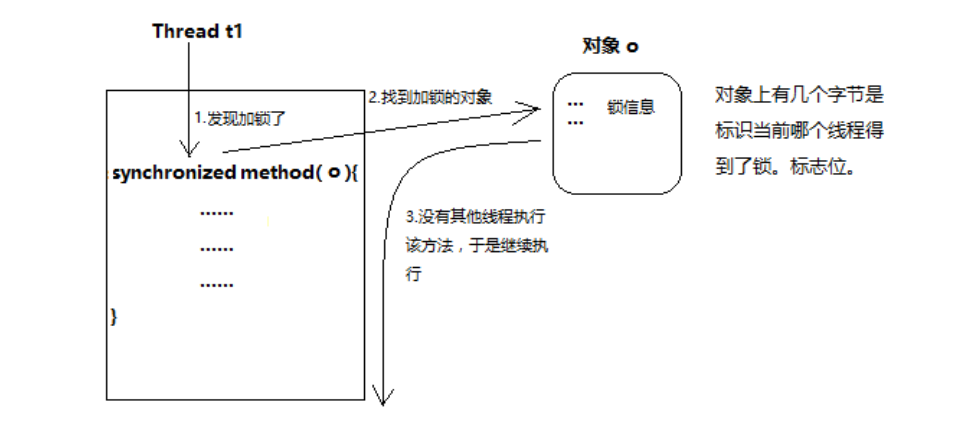 Thread t1
对象 o
1.发现加锁了
2.找到加锁的对象
... 锁信息
...
对象上有几个字节是
标识当前哪个线程得
到了锁。标志位。
synchronized method( o ){
......
......
......
}
3.没有其他线程执行
该方法，于是继续执
行